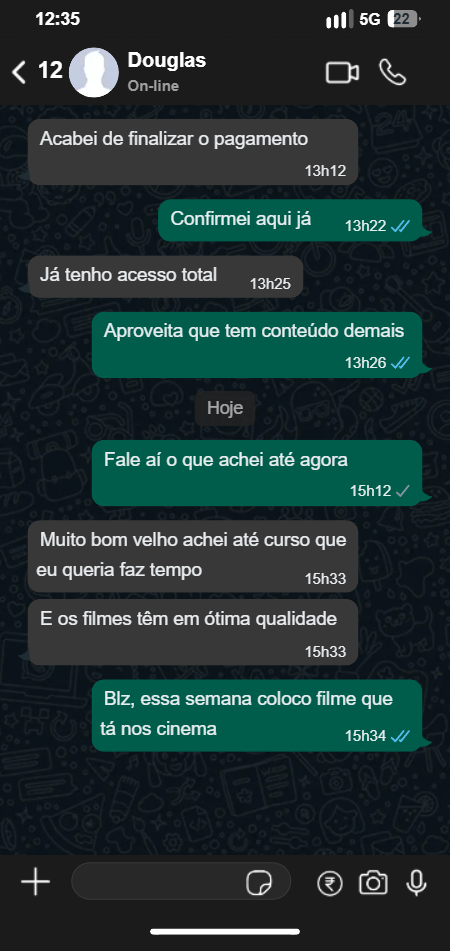 12:35
5G 22
12 Douglas
On-line
Acabei de finalizar o pagamento
13h12
Confirmei aqui já 13h22
Já tenho acesso total 13h25
Aproveita que tem conteúdo demais
13h26
Hoje
Fale aí o que achei até agora
15h12
Muito bom velho achei até curso que
eu queria faz tempo 15h33
E os filmes têm em ótima qualidade
15h33
Blz, essa semana coloco filme que
tá nos cinema 15h34
₹